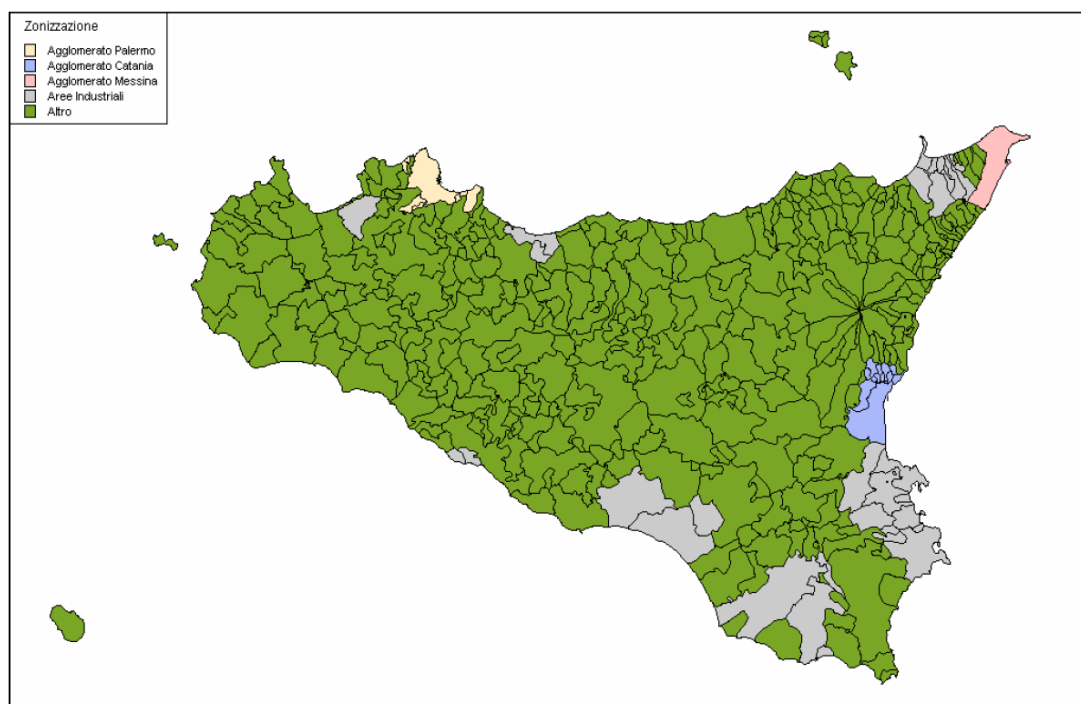 Zonizzazione
Agglomerato Palermo
Agglomerato Catania
Agglomerato Messina
Aree Industriali
Altro